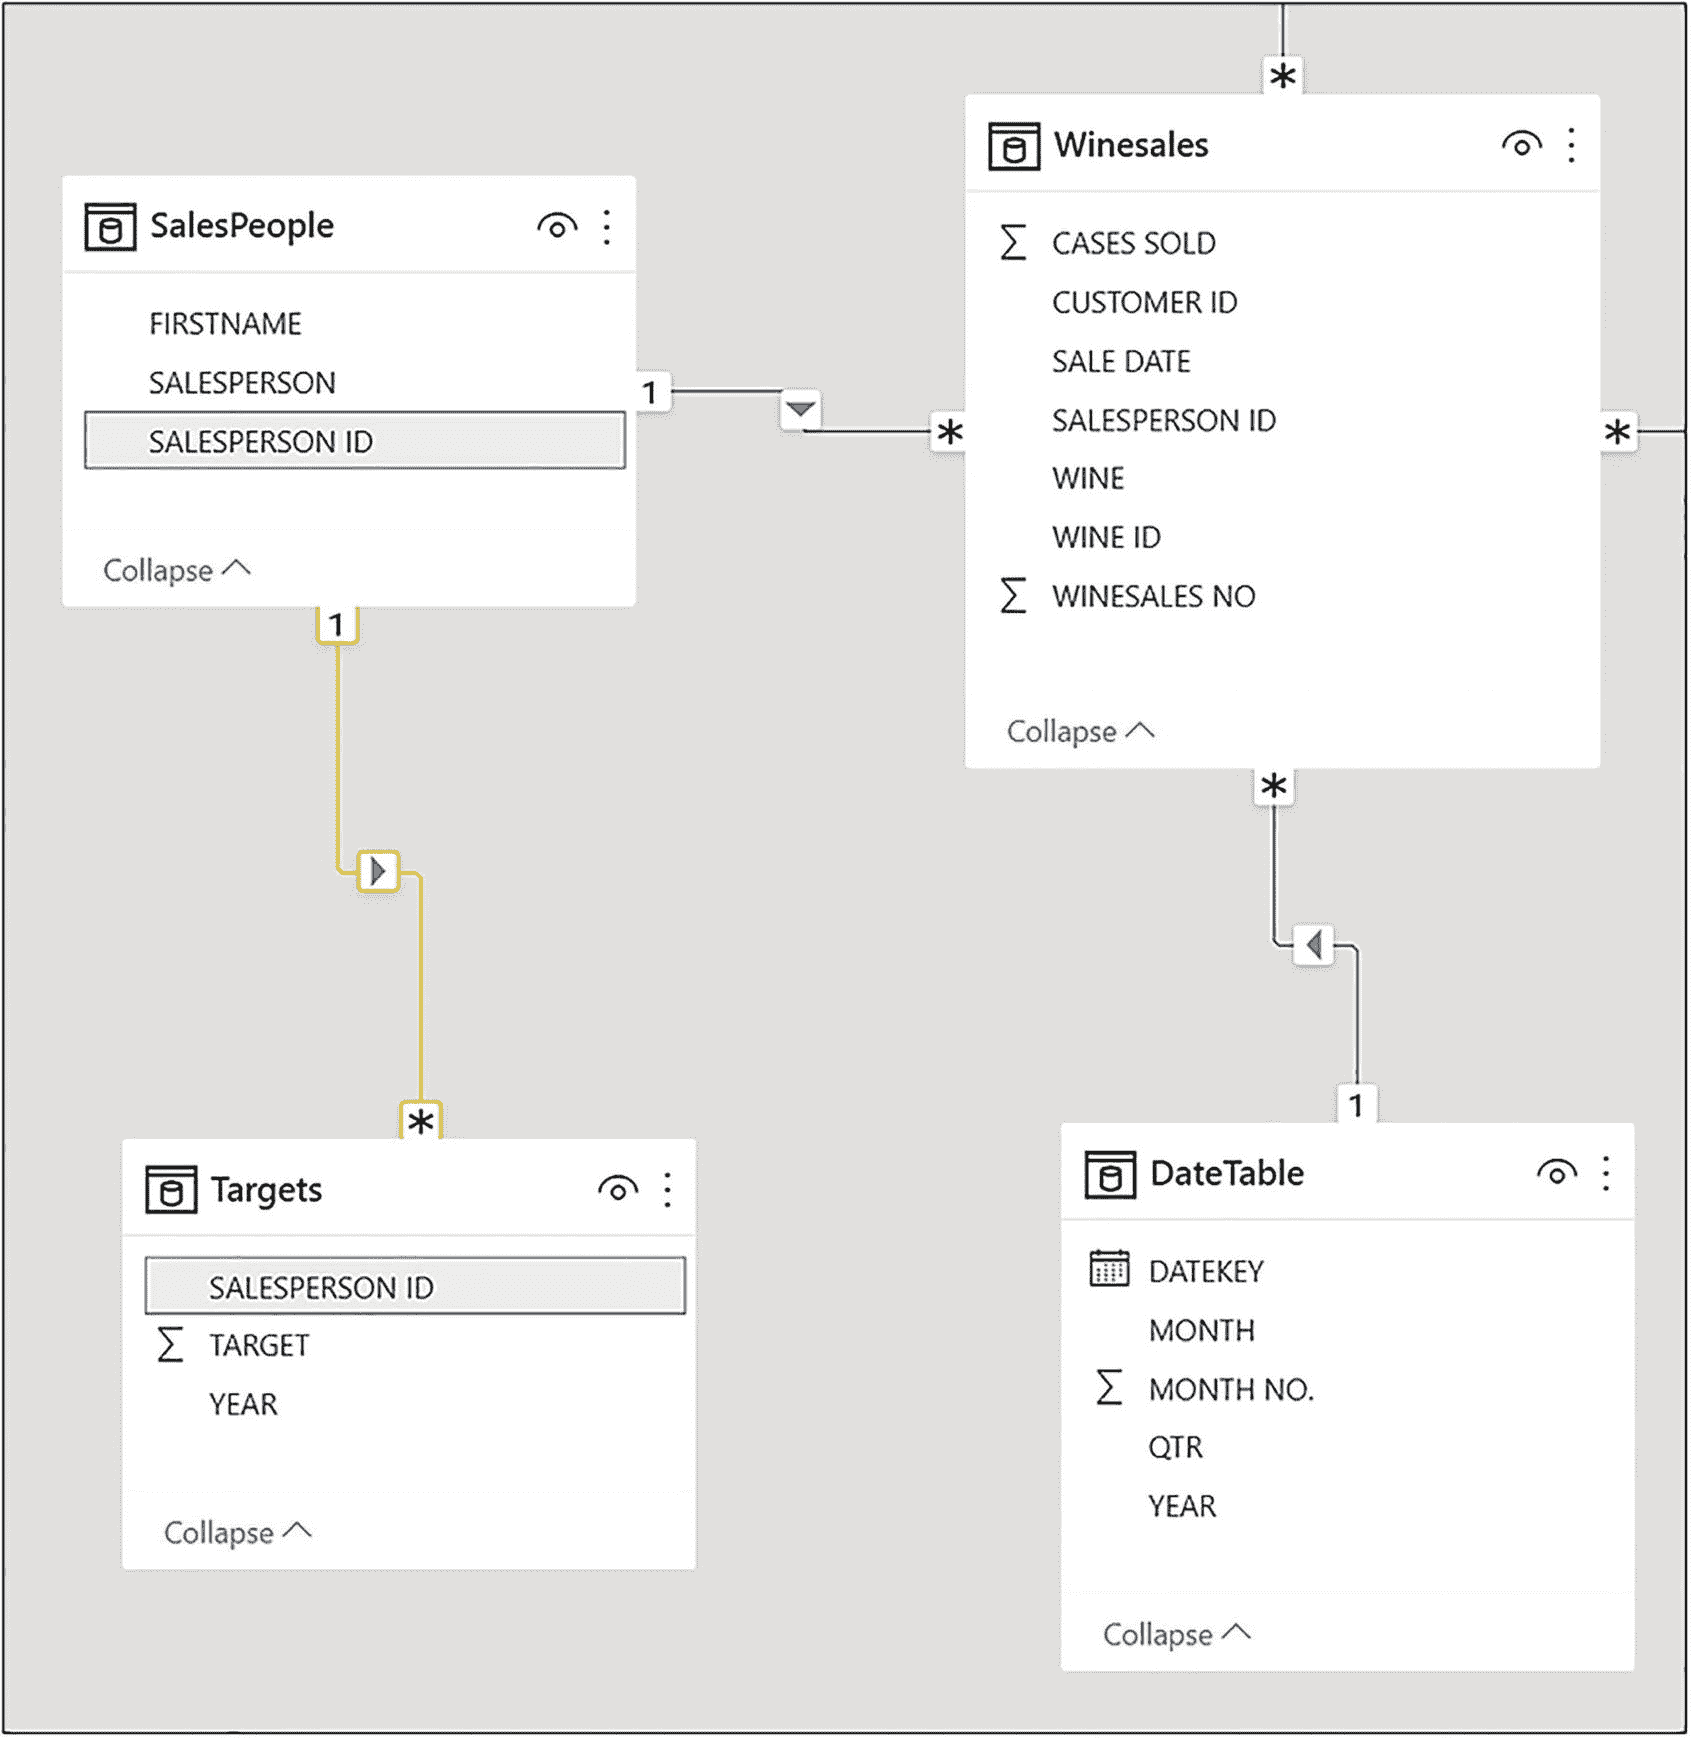 *
Winesales
CASES SOLD
CUSTOMER ID
SALE DATE
SALESPERSON ID
WINE
WINE ID
WINESALES NO
Collapse
*
*
*
SalesPeople
FIRSTNAME
SALESPERSON
SALESPERSON ID
Collapse
1
1
*
Targets
SALESPERSON ID
TARGET
YEAR
Collapse
1
DateTable
DATEKEY
MONTH
MONTH NO.
QTR
YEAR
Collapse